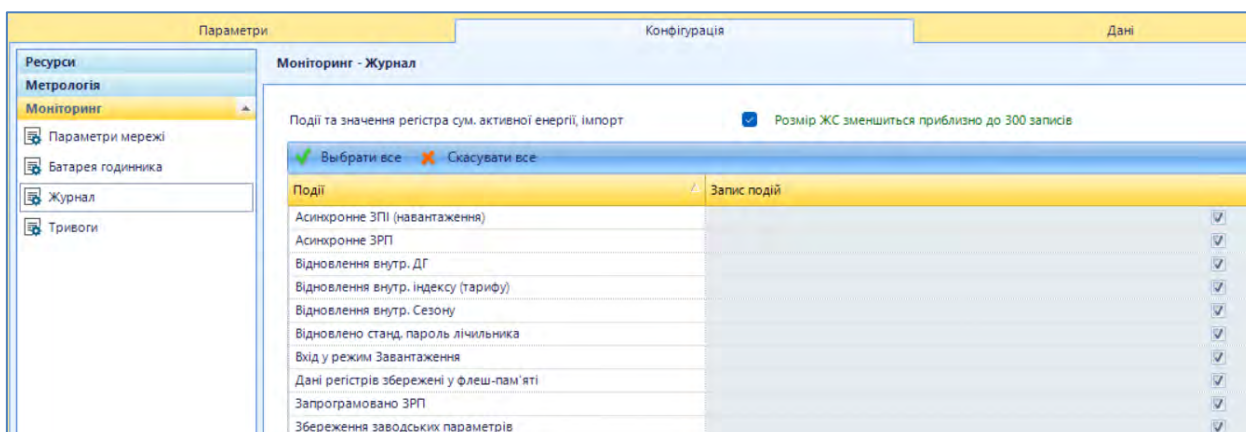 Параметри
Конфігурація
Дані
Ресурси
Метрологія
Моніторинг
Параметри мережі
Батарея годинника
Журнал
Тривоги
Моніторинг - Журнал
Події та значення регістра сум. активної енергії, імпорт
Розмір ЖС зменшиться приблизно до 300 записів
Выбрати все Скасувати все
Події Запис подій
Асинхронне ЗПІ (навантаження)
Асинхронне ЗРП
Відновлення внутр. ДГ
Відновлення внутр. індексу (тарифу)
Відновлення внутр. Сезону
Відновлено станд. пароль лічильника
Вхід у режим Завантаження
Дані регістрів збережені у флеш-пам'яті
Запрограмовано ЗРП
Збереження заводських параметрів